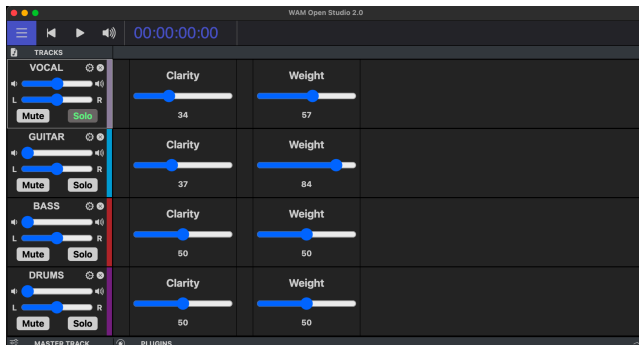 WAM Open Studio 2.0
00:00:00:00
TRACKS
VOCAL
L R
Mute Solo
Clarity
34
Weight
57
GUITAR
L R
Mute Solo
Clarity
37
Weight
84
BASS
L R
Mute Solo
Clarity
50
Weight
50
DRUMS
L R
Mute Solo
Clarity
50
Weight
50
MASTER TRACK
PLUGINS